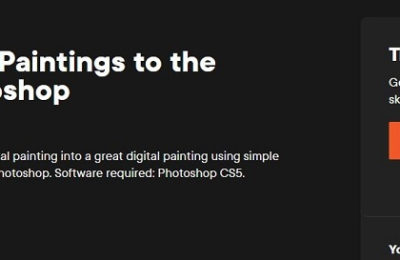 Paintings to the
oshop
al painting into a great digital painting using simple
hotoshop. Software required: Photoshop CS5.
T
Ge
sk
Yo